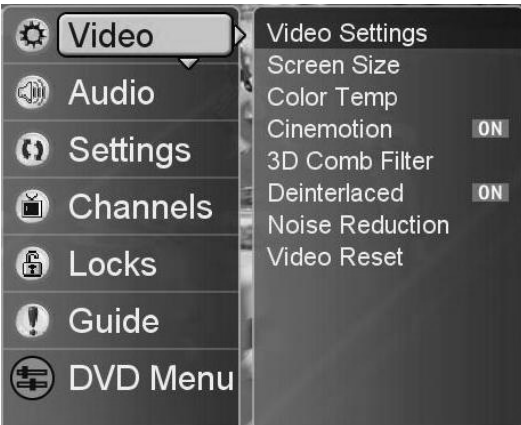 Video
Audio
Settings
Channels
Locks
Guide
DVD Menu
Video Settings
Screen Size
Color Temp
Cinemotion ON
3D Comb Filter
Deinterlaced ON
Noise Reduction
Video Reset